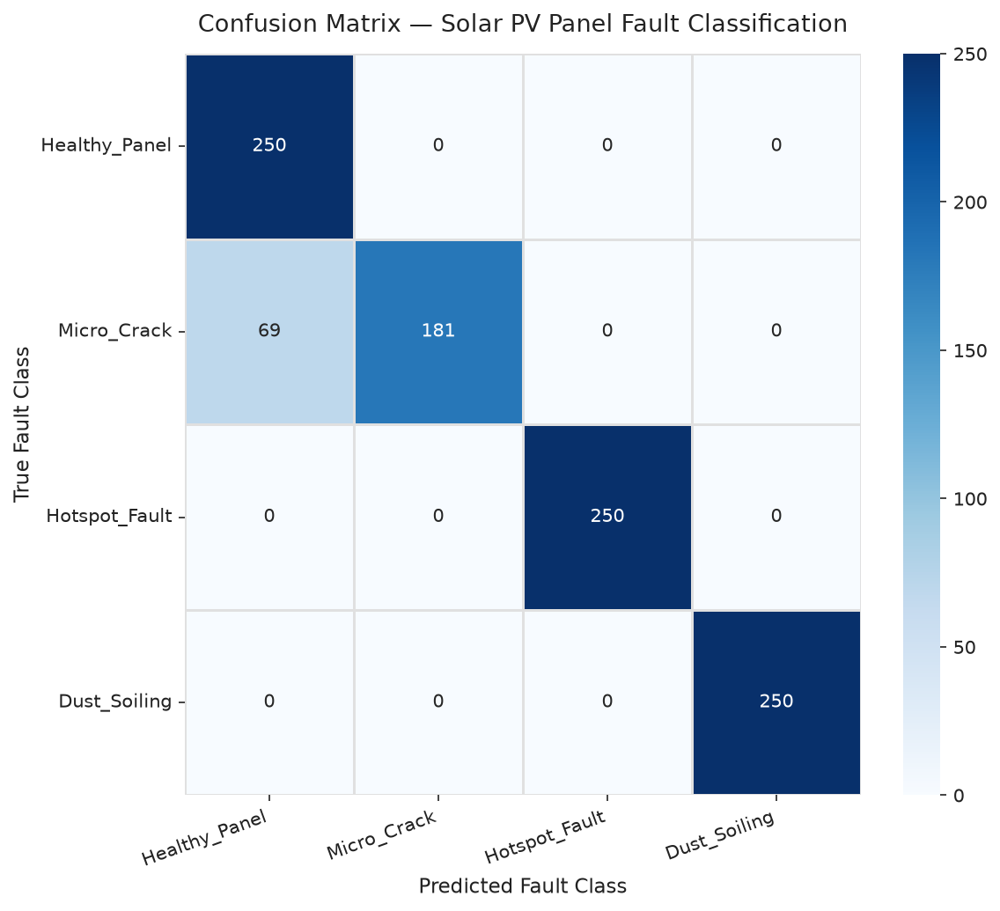 Confusion Matrix — Solar PV Panel Fault Classification
Healthy_Panel 250 0 0 0
Micro_Crack 69 181 0 0
Hotspot_Fault 0 0 250 0
Dust_Soiling 0 0 0 250
True Fault Class
Healthy_Panel Micro_Crack Hotspot_Fault Dust_Soiling
Predicted Fault Class
250
200
150
100
50
0